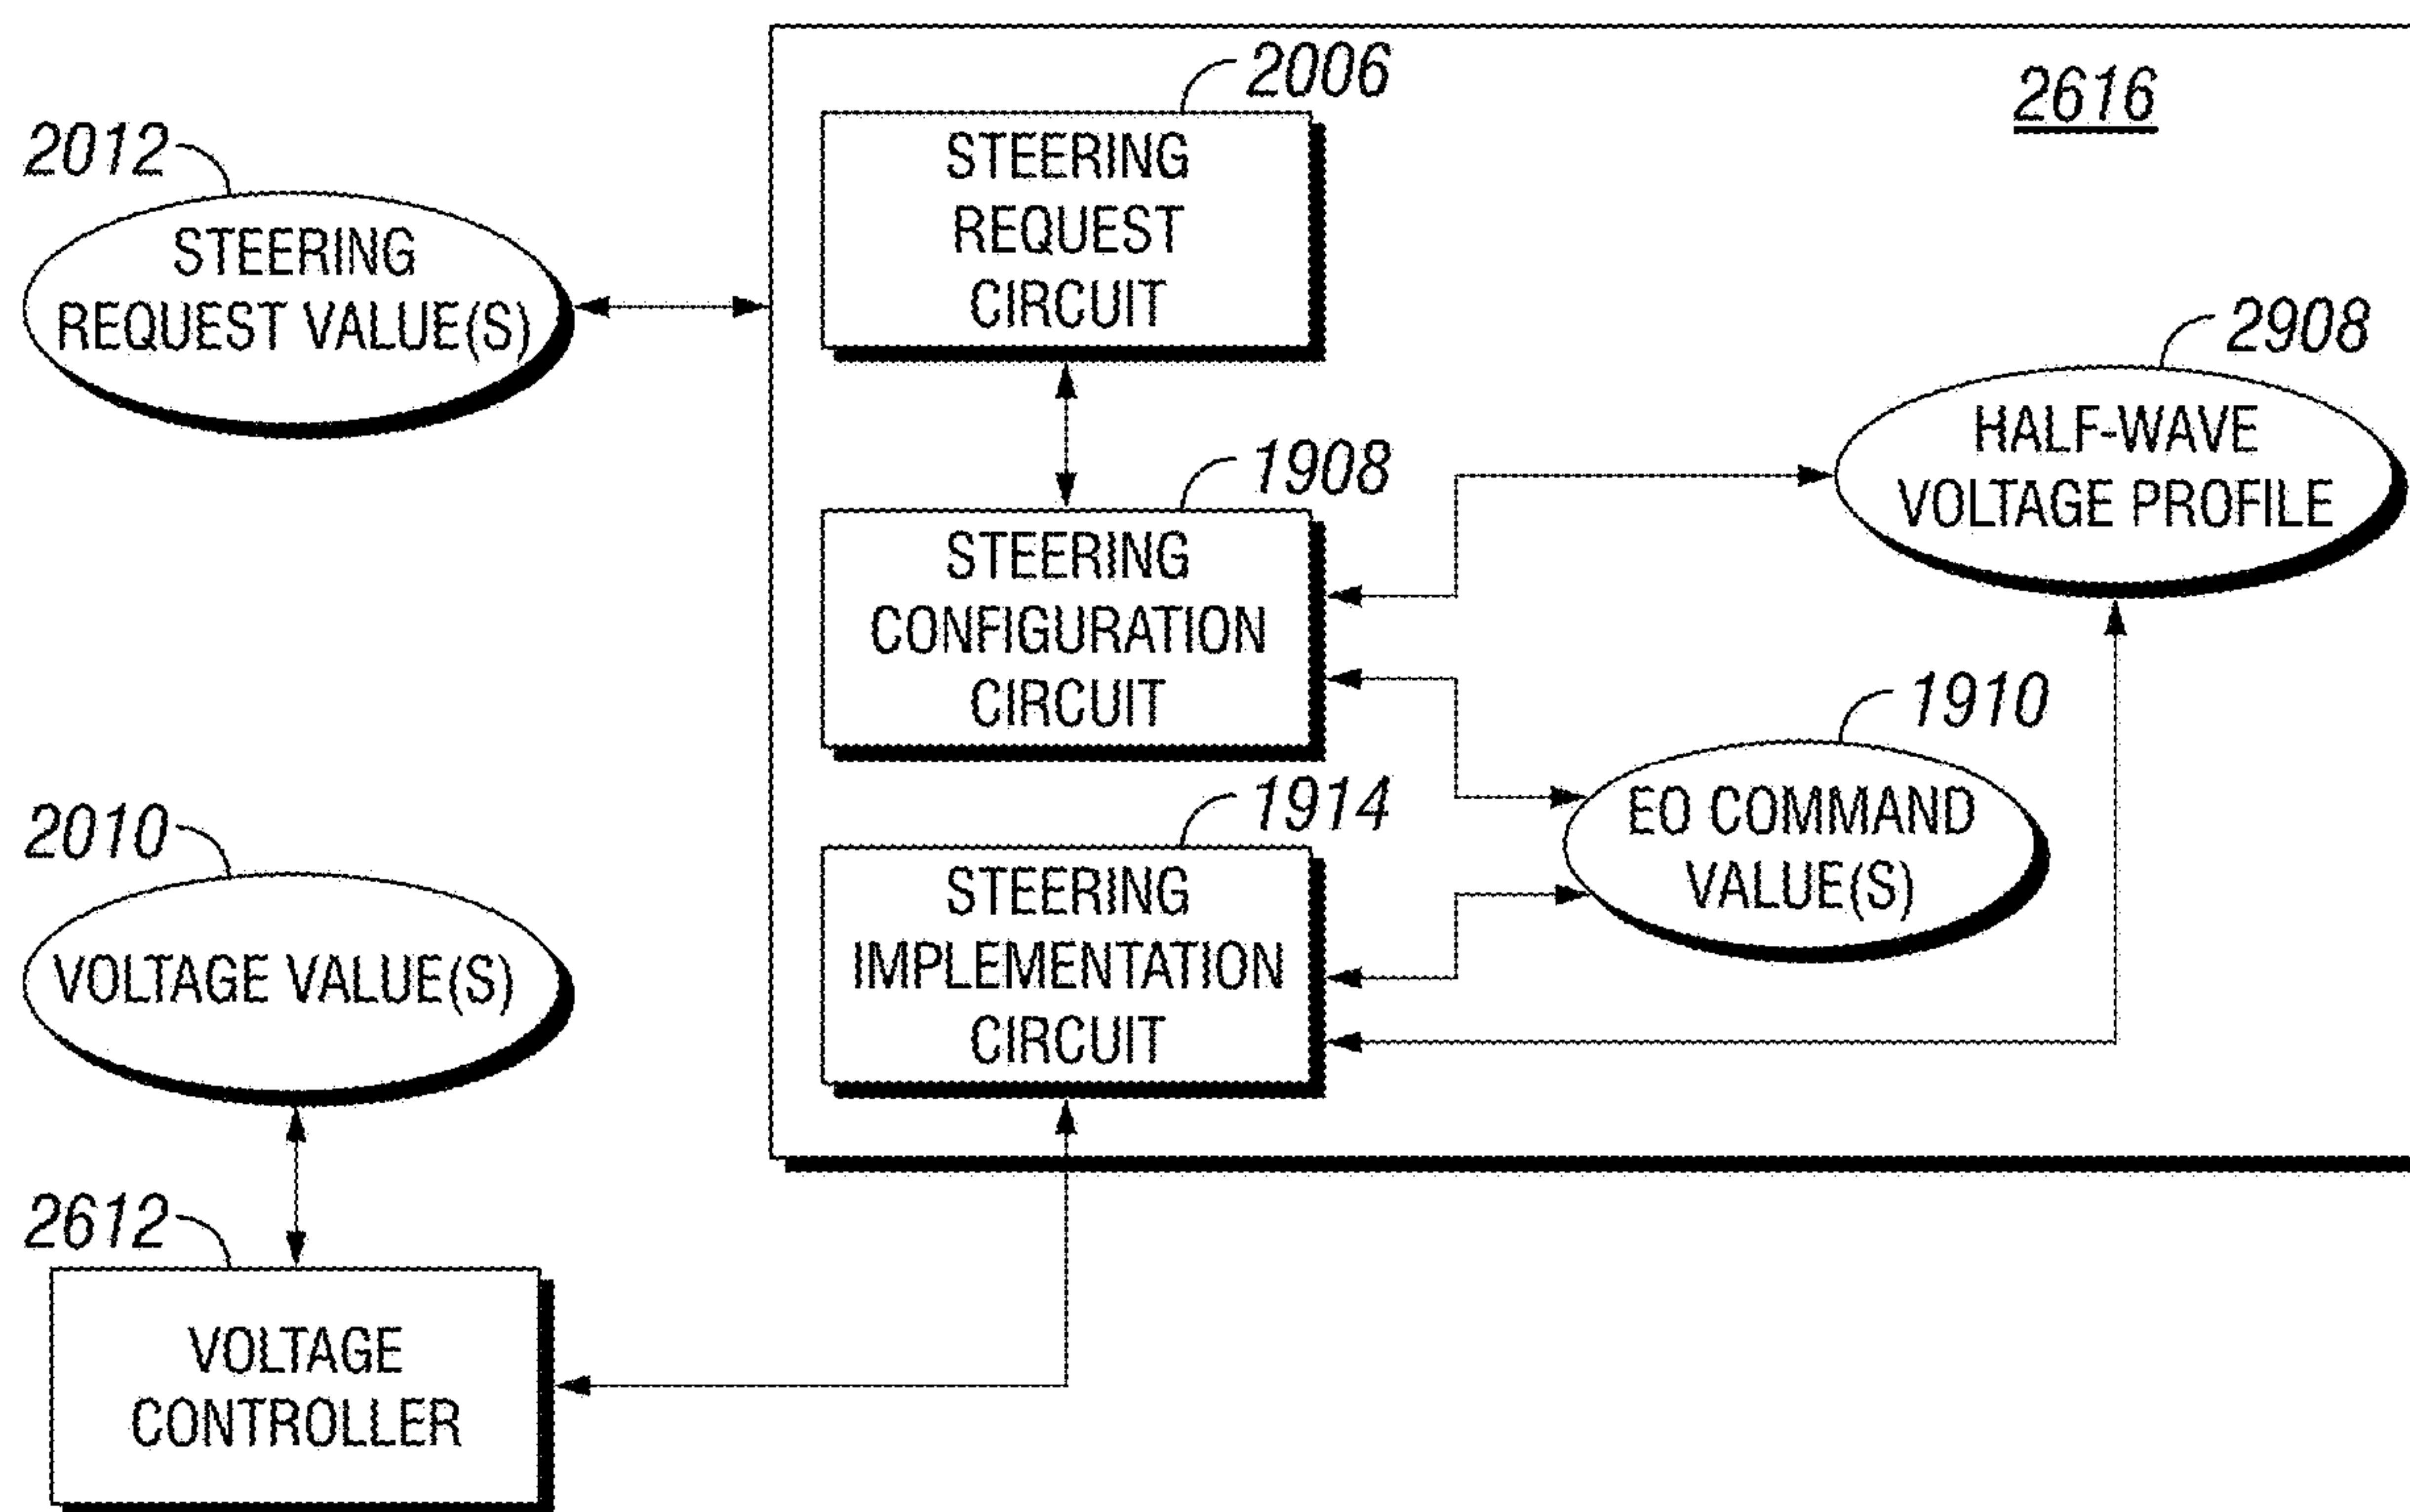 2616
2006
STEERING
REQUEST
CIRCUIT
2012
STEERING
REQUEST VALUE(S)
2908
HALF-WAVE
VOLTAGE PROFILE
1908
STEERING
CONFIGURATION
CIRCUIT
1910
EO COMMAND
VALUE(S)
1914
STEERING
IMPLEMENTATION
CIRCUIT
2010
VOLTAGE VALUE(S)
2612
VOLTAGE
CONTROLLER